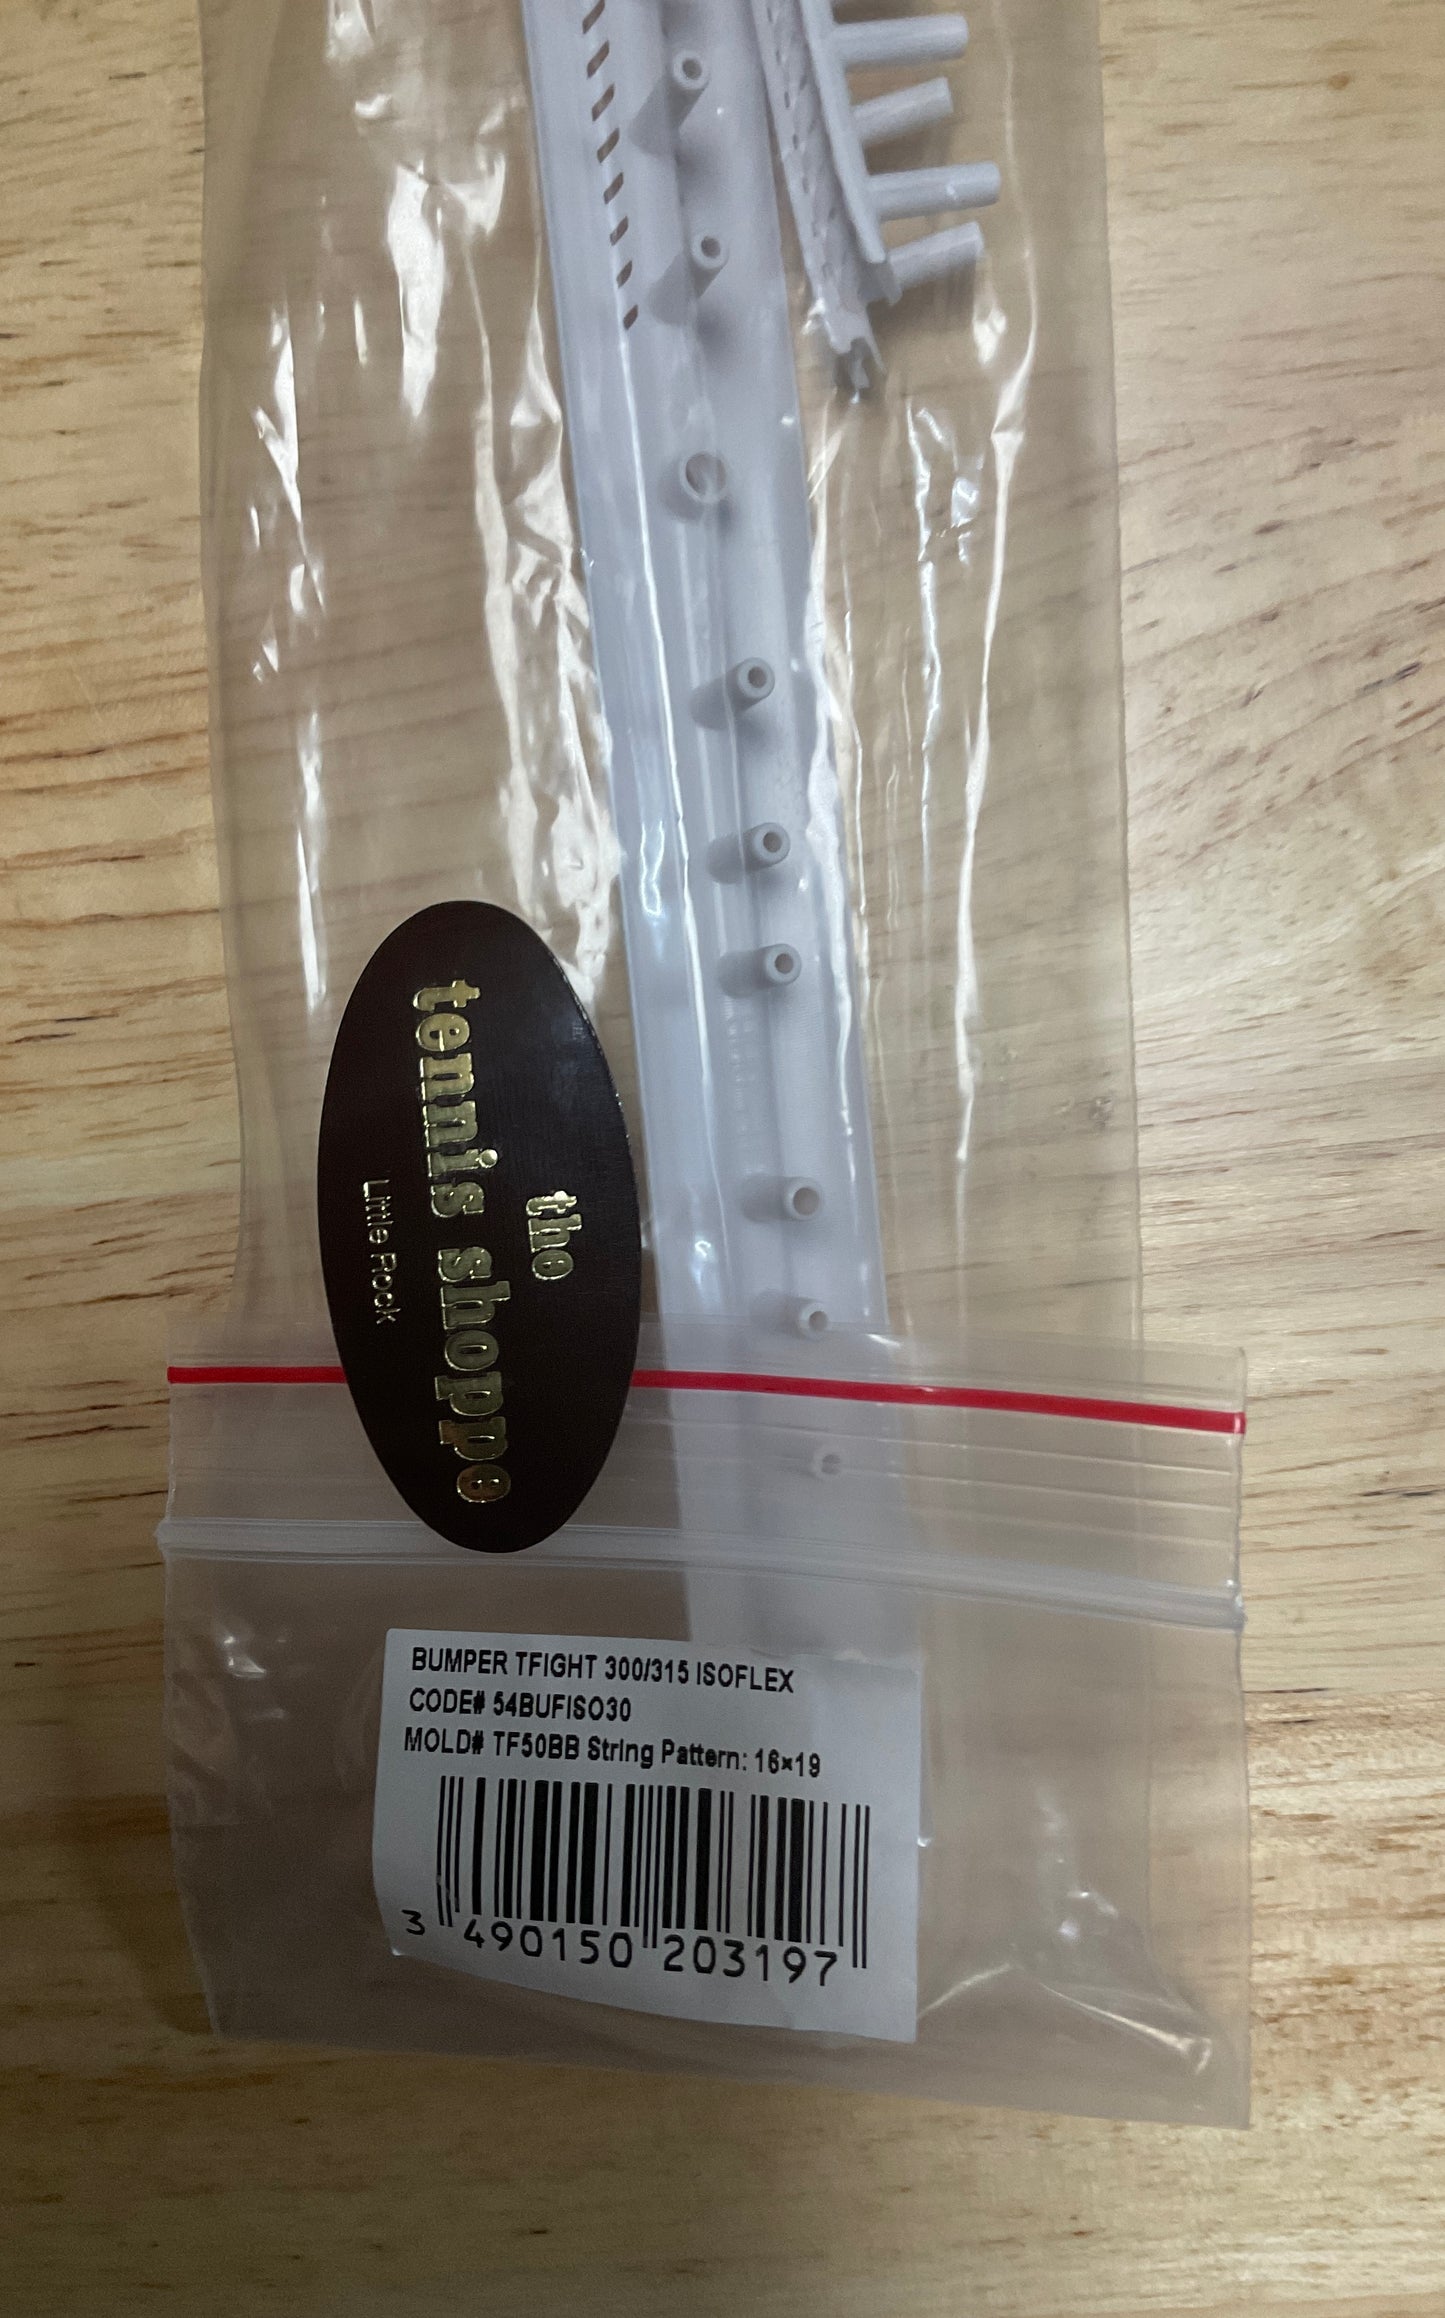 the
tennis shoppe
Little Rock
BUMPER TFIGHT 300/315 ISOFLEX
CODE# 54BUFISO30
MOLD# TF50BB String Pattern: 16×19
3 490150 203197